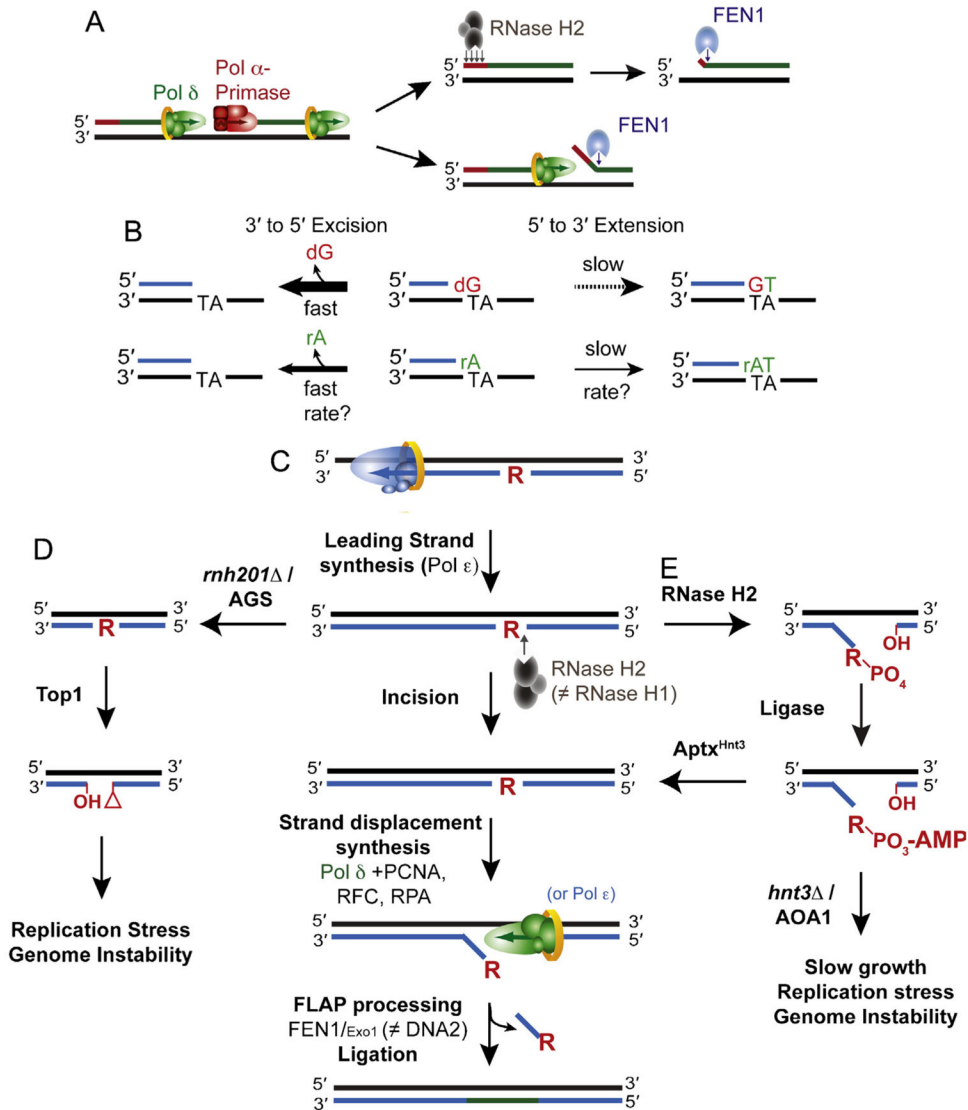 A
RNase H2
FEN1
Pol δ
Pol α-
Primase
5′
3′
5′
3′
5′
3′
FEN1
5′
3′
B
3′ to 5′ Excision
5′ to 3′ Extension
dG
5′
3′
TA
fast
5′
3′
dG
TA
slow
5′
3′
GT
TA
rA
5′
3′
TA
fast
rate?
5′
3′
rA
TA
slow
rate?
5′
3′
rAT
TA
C
5′
3′
3′
R
5′
D
Leading Strand
synthesis (Pol ε)
E
rnh201Δ /
AGS
RNase H2
5′
3′
3′
R
5′
5′
3′
3′
R
5′
RNase H2
(≠ RNase H1)
5′
3′
3′
OH
5′
R
PO4
Top1
Incision
Ligase
AptxHnt3
5′
3′
3′
OH
5′
5′
3′
3′
R
5′
5′
3′
3′
OH
5′
R
PO3-AMP
Strand displacement
synthesis
Pol δ +PCNA,
RFC, RPA
(or Pol ε)
hnt3Δ /
AOA1
5′
3′
3′
5′
R
Replication Stress
Genome Instability
Slow growth
Replication stress
Genome Instability
FLAP processing
FEN1/Exo1 (≠ DNA2)
Ligation
R
5′
3′
3′
5′